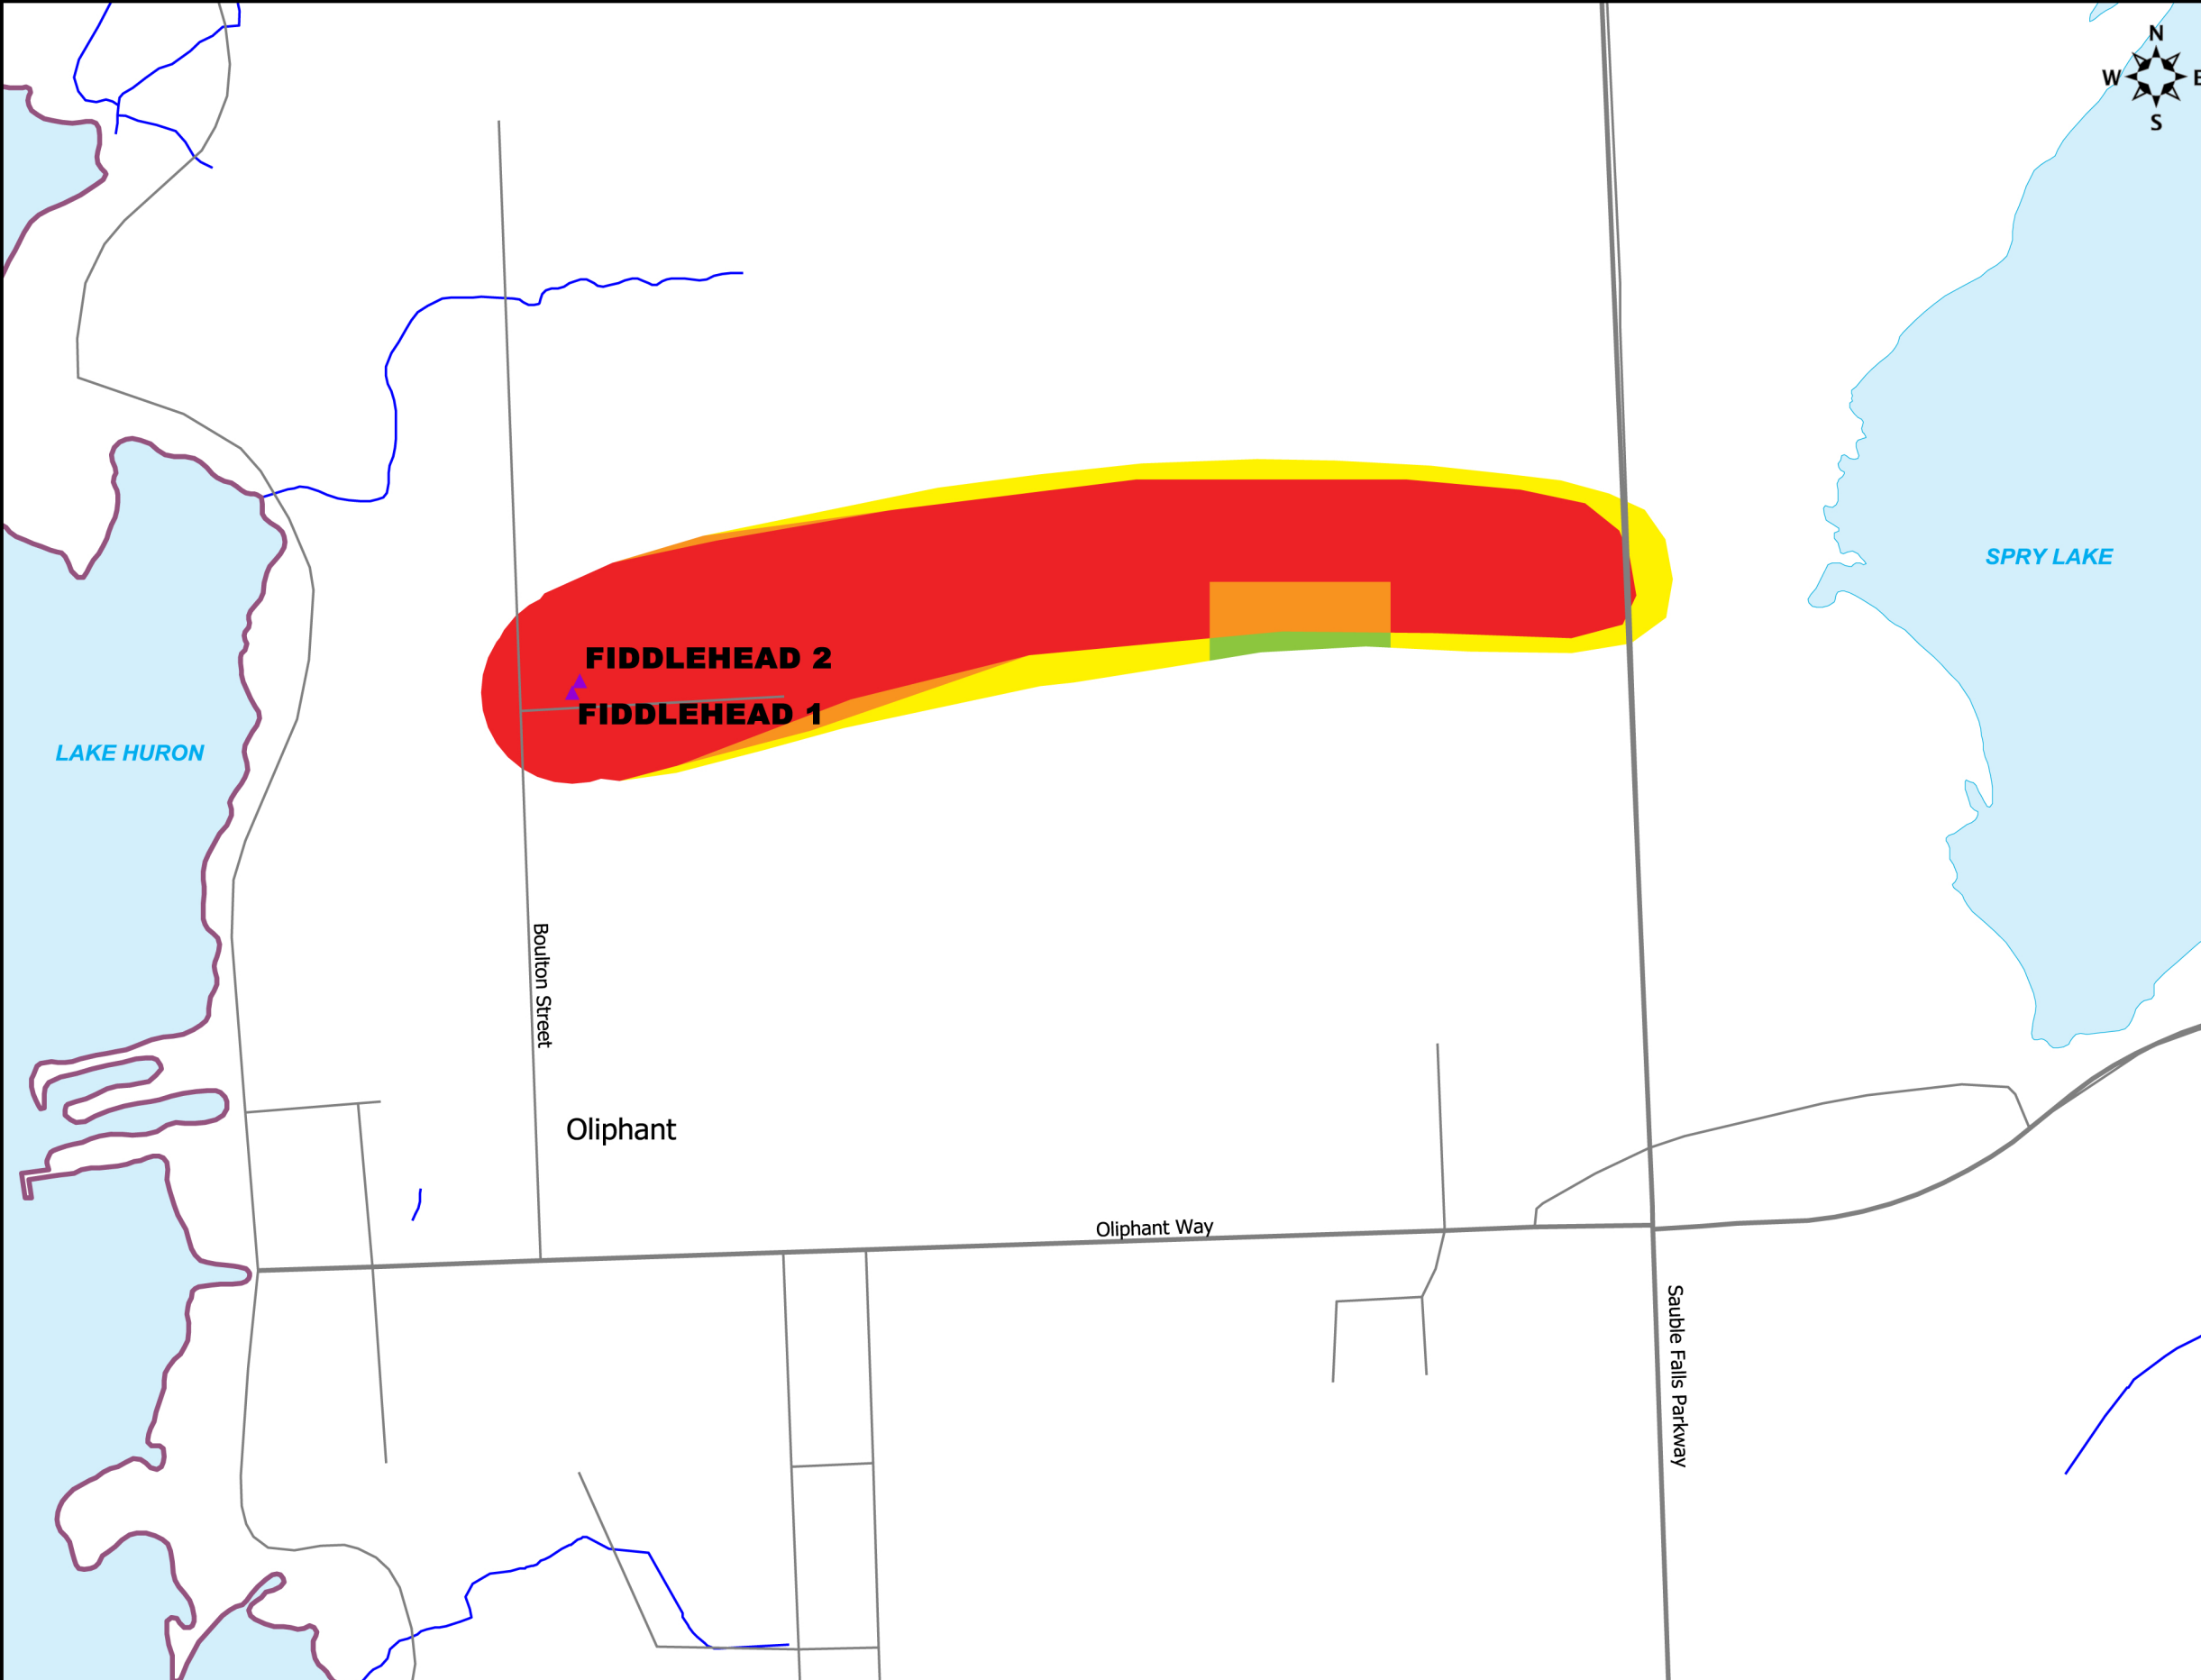 N
W E
S
SPRY LAKE
FIDDLEHEAD 2
FIDDLEHEAD 1
LAKE HURON
Boulton Street
Oliphant
Oliphant Way
Sauble Falls Parkway